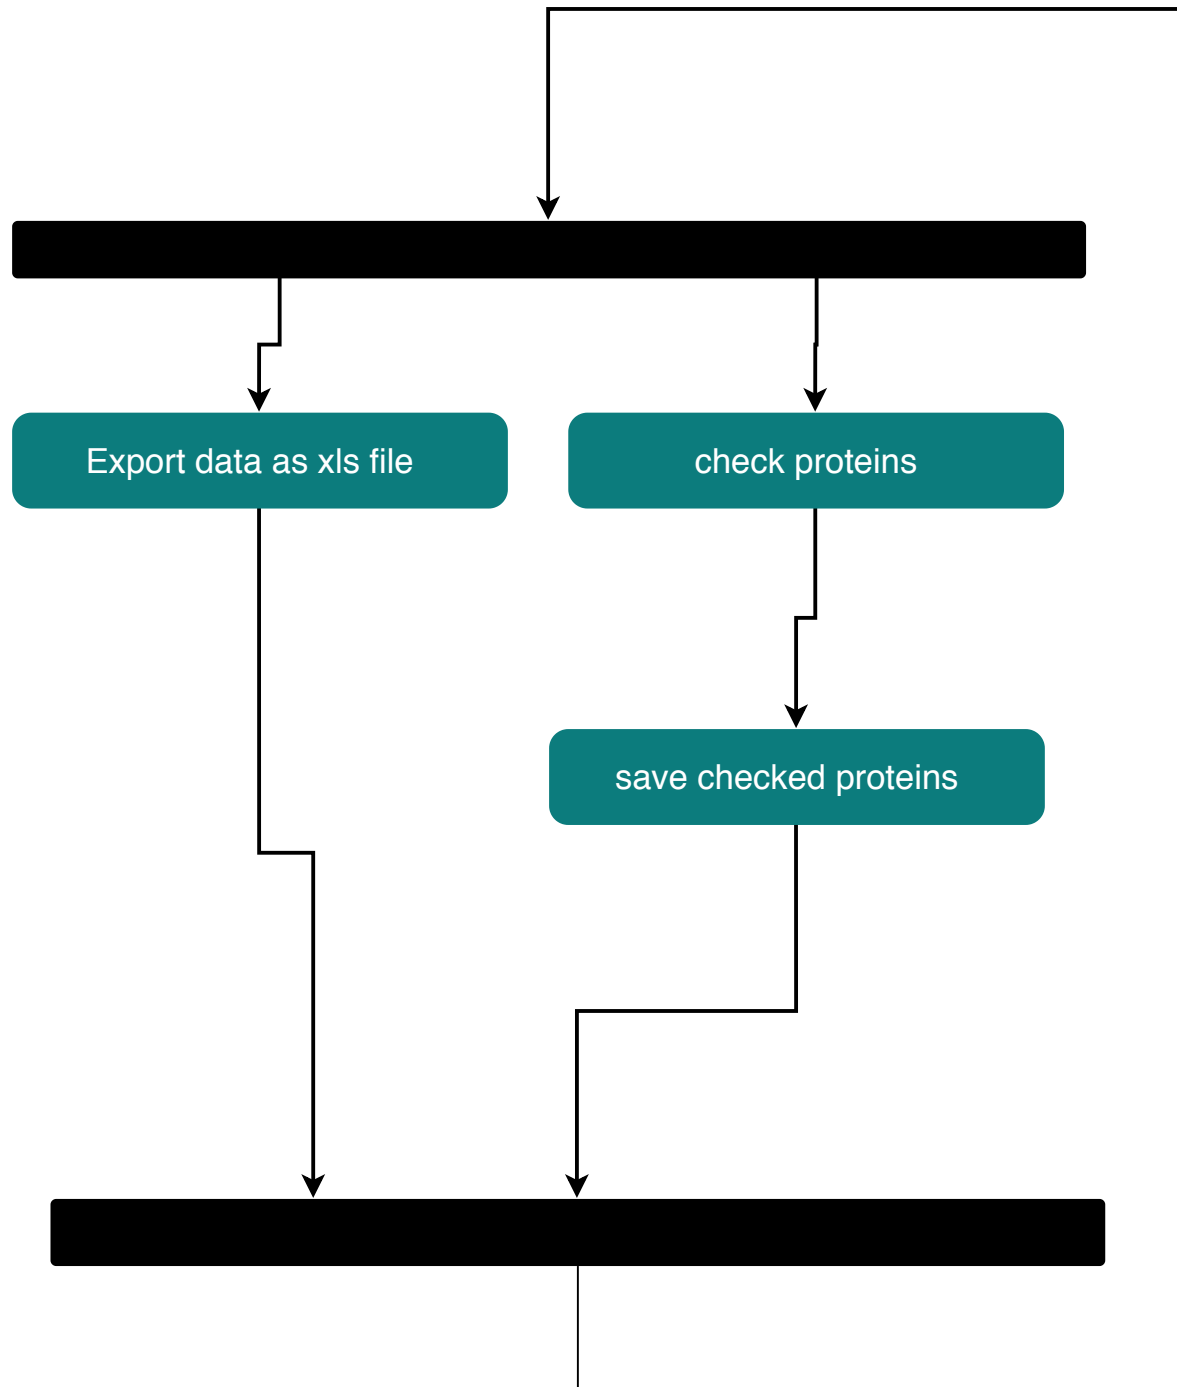 Export data as xls file
check proteins
save checked proteins